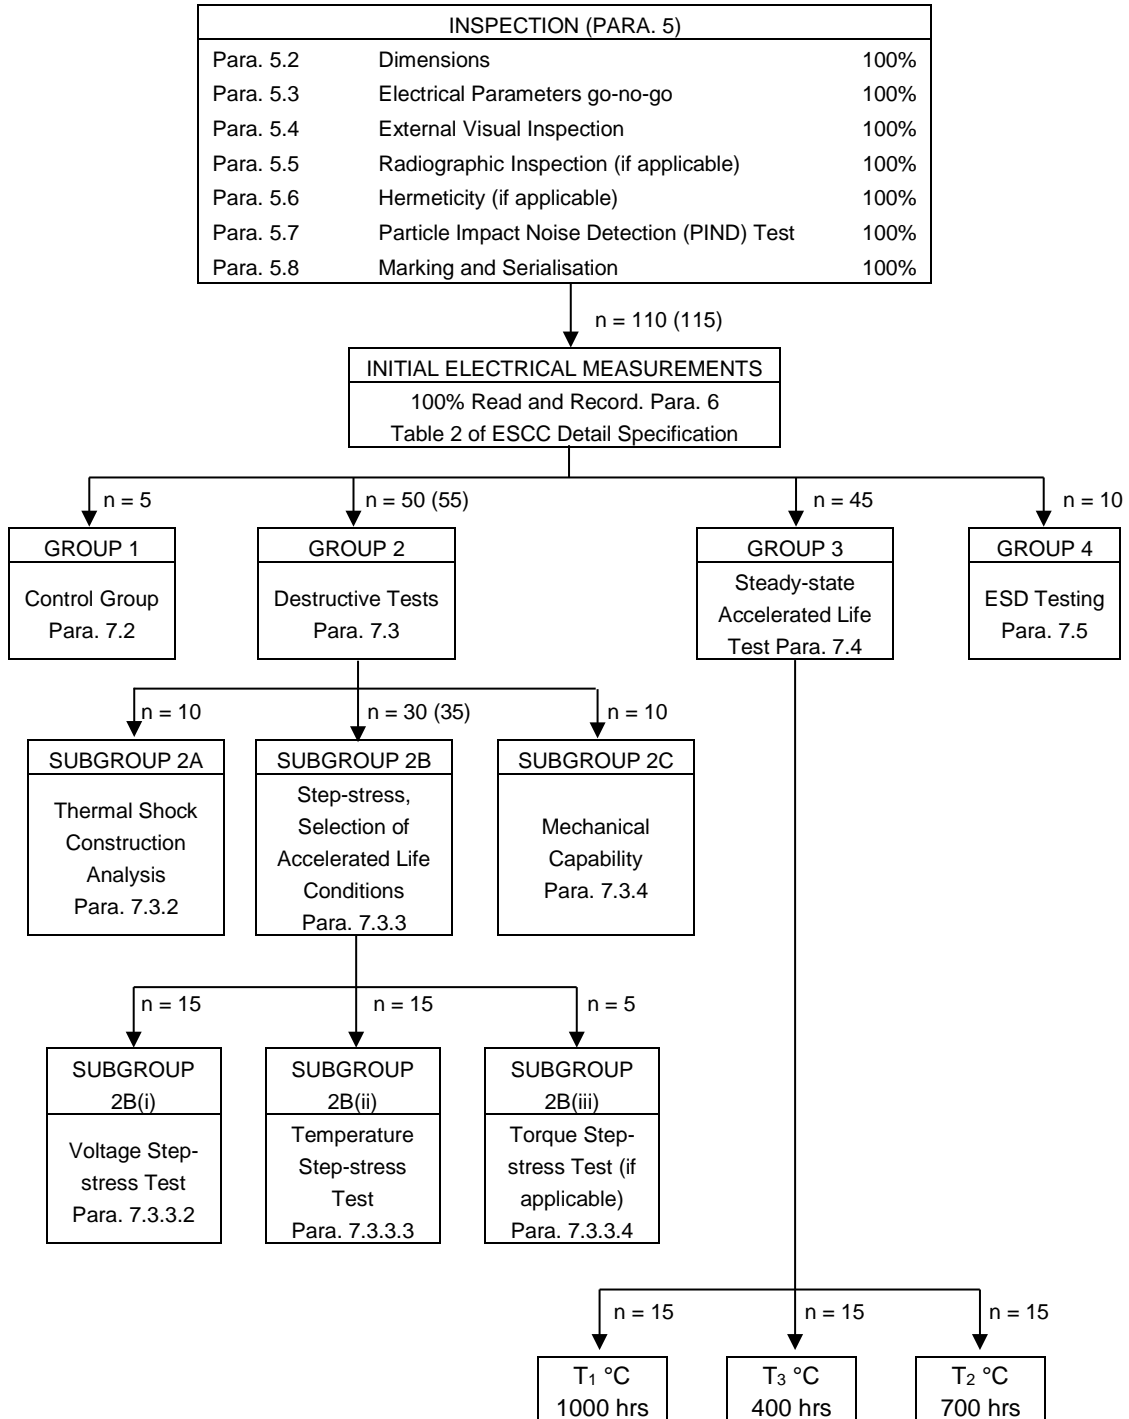 INSPECTION (PARA. 5)
Para. 5.2 Dimensions 100%
Para. 5.3 Electrical Parameters go-no-go 100%
Para. 5.4 External Visual Inspection 100%
Para. 5.5 Radiographic Inspection (if applicable) 100%
Para. 5.6 Hermeticity (if applicable) 100%
Para. 5.7 Particle Impact Noise Detection (PIND) Test 100%
Para. 5.8 Marking and Serialisation 100%
n = 110 (115)
INITIAL ELECTRICAL MEASUREMENTS
100% Read and Record. Para. 6
Table 2 of ESCC Detail Specification
n = 5
n = 50 (55)
n = 45
n = 10
GROUP 1
Control Group
Para. 7.2
GROUP 2
Destructive Tests
Para. 7.3
GROUP 3
Steady-state
Accelerated Life
Test Para. 7.4
GROUP 4
ESD Testing
Para. 7.5
n = 10
n = 30 (35)
n = 10
SUBGROUP 2A
Thermal Shock
Construction
Analysis
Para. 7.3.2
SUBGROUP 2B
Step-stress,
Selection of
Accelerated Life
Conditions
Para. 7.3.3
SUBGROUP 2C
Mechanical
Capability
Para. 7.3.4
n = 15
n = 15
n = 5
SUBGROUP
2B(i)
Voltage Step-
stress Test
Para. 7.3.3.2
SUBGROUP
2B(ii)
Temperature
Step-stress
Test
Para. 7.3.3.3
SUBGROUP
2B(iii)
Torque Step-
stress Test (if
applicable)
Para. 7.3.3.4
n = 15
n = 15
n = 15
T₁ °C
1000 hrs
T₃ °C
400 hrs
T₂ °C
700 hrs